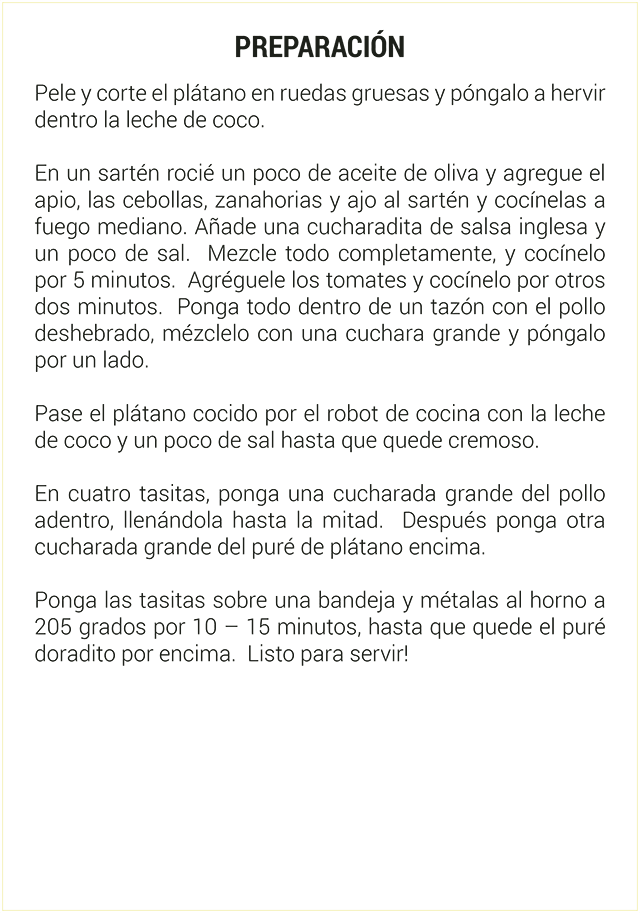 PREPARACIÓN
Pele y corte el plátano en ruedas gruesas y póngalo a hervir
dentro la leche de coco.
En un sartén rocié un poco de aceite de oliva y agregue el
apio, las cebollas, zanahorias y ajo al sartén y cocínelas a
fuego mediano. Añade una cucharadita de salsa inglesa y
un poco de sal.  Mezcle todo completamente, y cocínelo
por 5 minutos.  Agréguele los tomates y cocínelo por otros
dos minutos.  Ponga todo dentro de un tazón con el pollo
deshebrado, mézclelo con una cuchara grande y póngalo
por un lado.
Pase el plátano cocido por el robot de cocina con la leche
de coco y un poco de sal hasta que quede cremoso.
En cuatro tasitas, ponga una cucharada grande del pollo
adentro, llenándola hasta la mitad.  Después ponga otra
cucharada grande del puré de plátano encima.
Ponga las tasitas sobre una bandeja y métalas al horno a
205 grados por 10 – 15 minutos, hasta que quede el puré
doradito por encima.  Listo para servir!